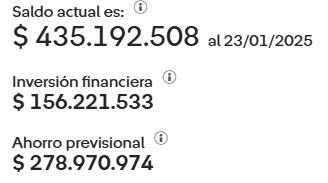 Saldo actual es:
$ 435.192.508 al 23/01/2025
Inversión financiera
$ 156.221.533
Ahorro previsional
$ 278.970.974